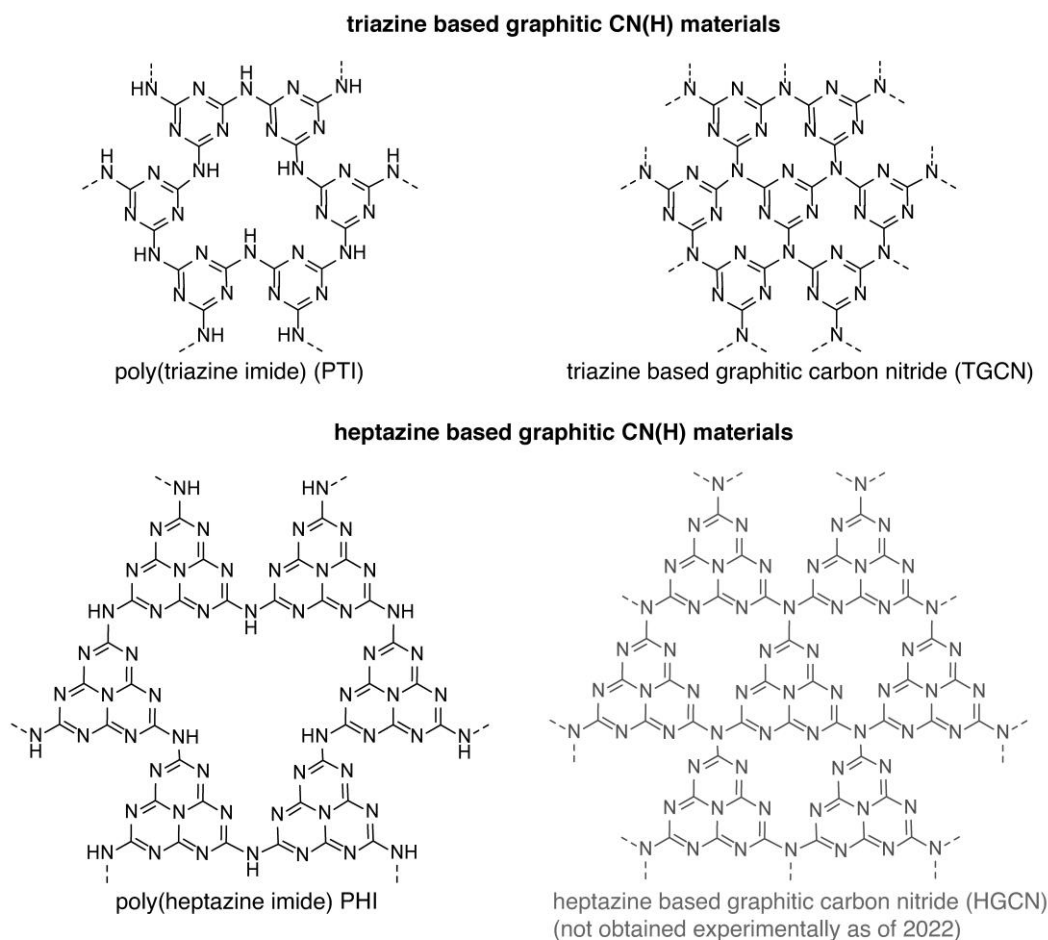 triazine based graphitic CN(H) materials
poly(triazine imide) (PTI)
triazine based graphitic carbon nitride (TGCN)
heptazine based graphitic CN(H) materials
poly(heptazine imide) PHI
heptazine based graphitic carbon nitride (HGCN)
(not obtained experimentally as of 2022)